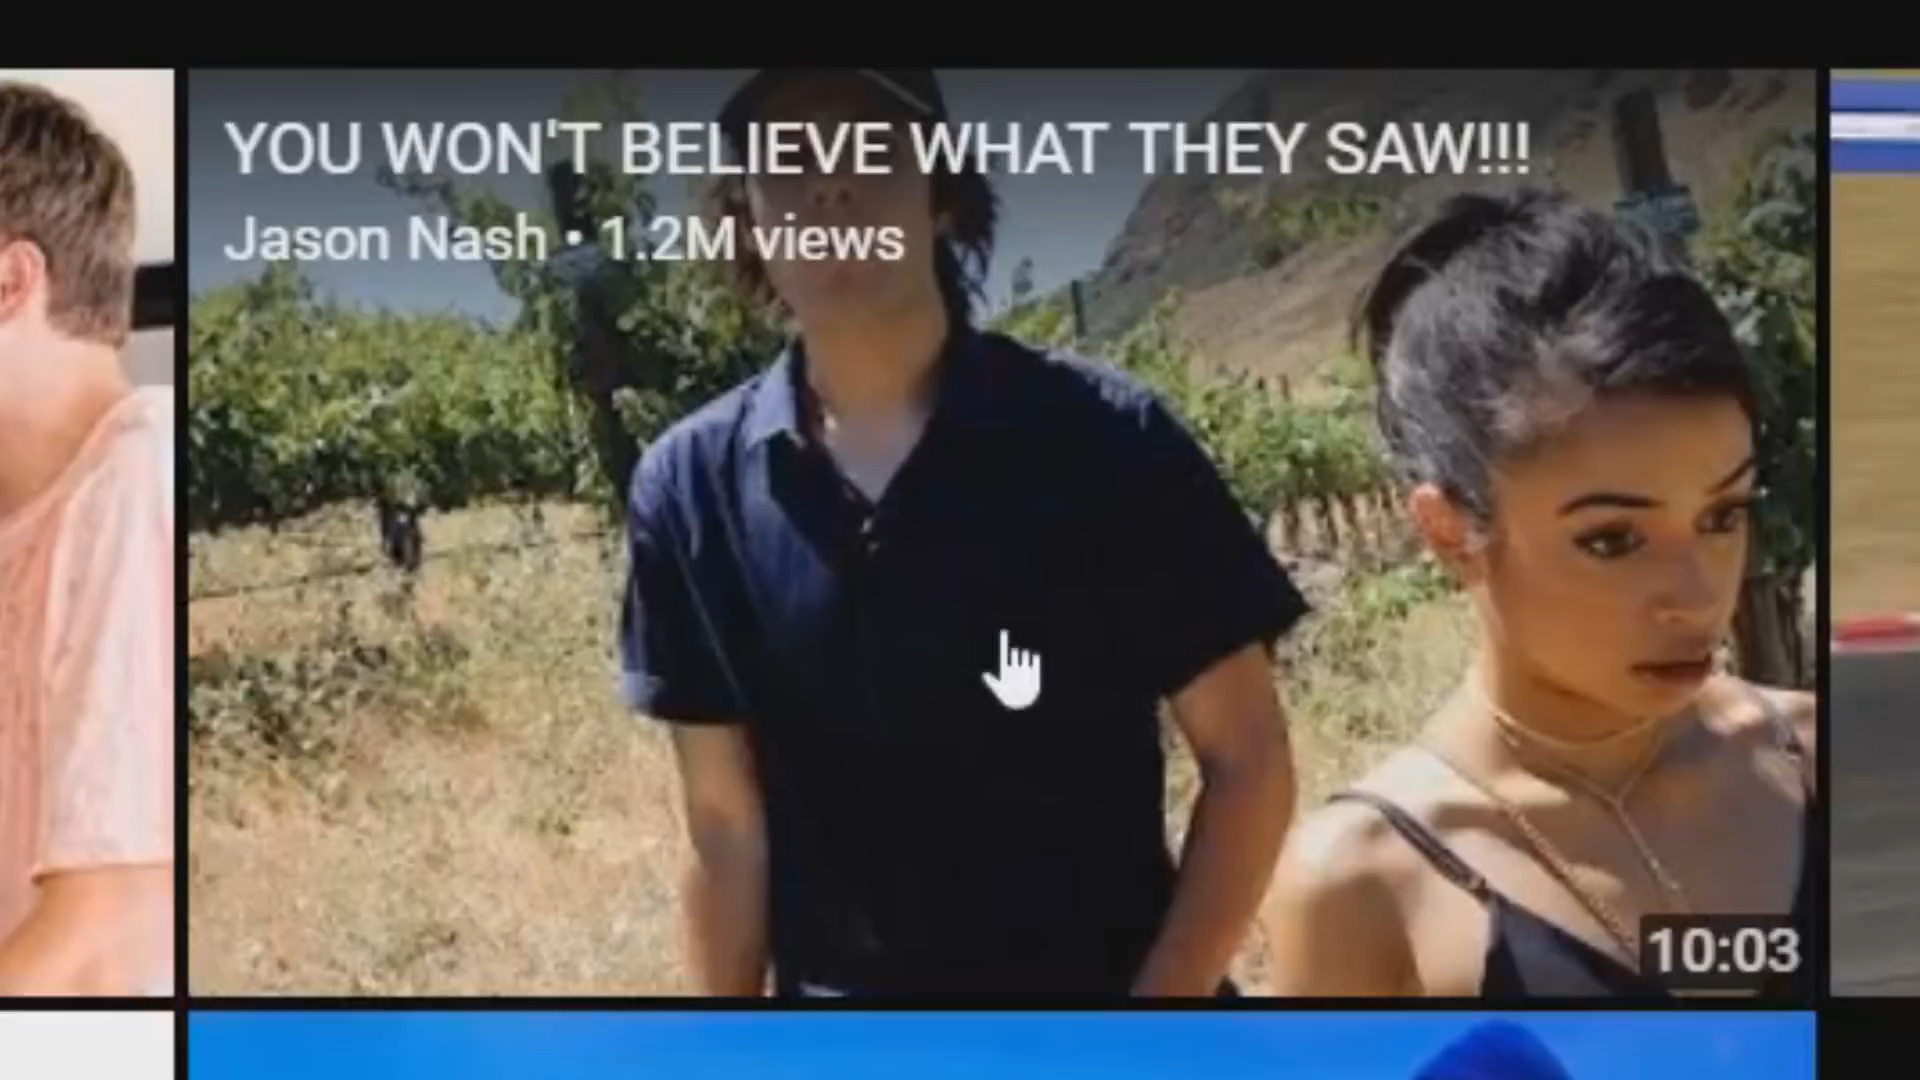 YOU WON'T BELIEVE WHAT THEY SAW!!!
Jason Nash • 1.2M views
10:03